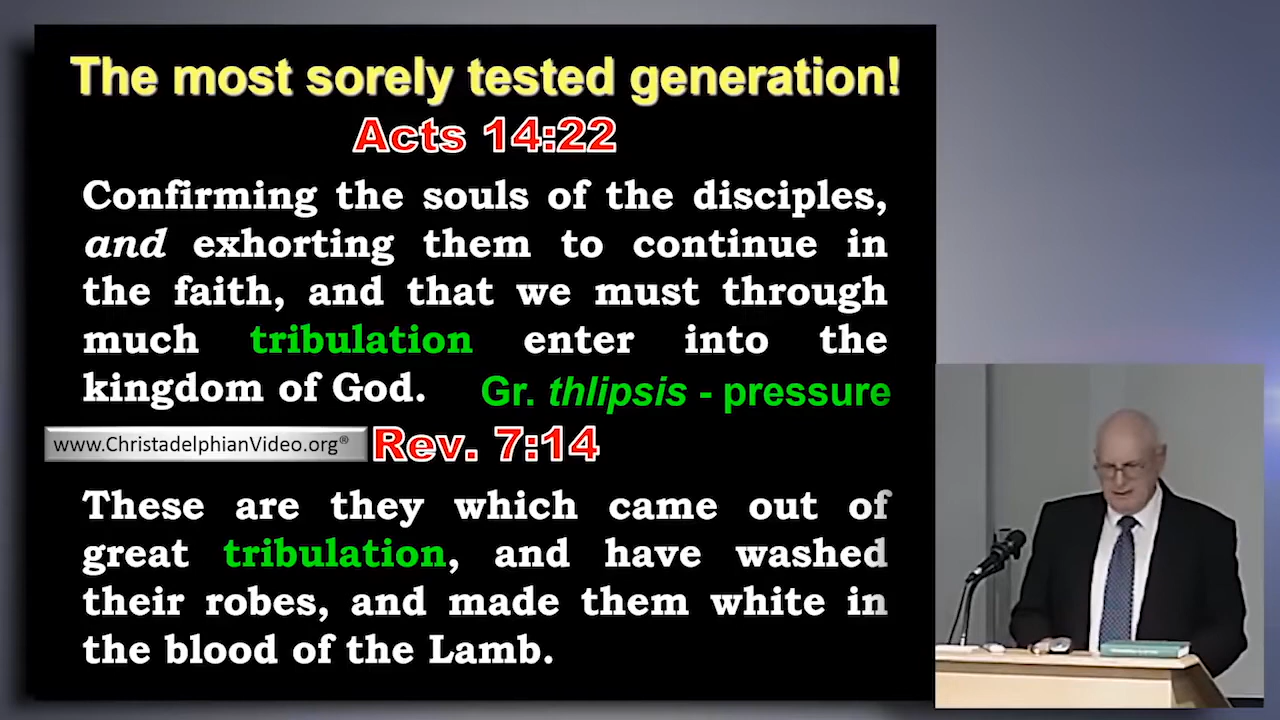 The most sorely tested generation!
Acts 14:22
Confirming the souls of the disciples,
and exhorting them to continue in
the faith, and that we must through
much tribulation enter into the
kingdom of God. Gr. thlipsis - pressure
www.ChristadelphianVideo.org®
Rev. 7:14
These are they which came out of
great tribulation, and have washed
their robes, and made them white in
the blood of the Lamb.